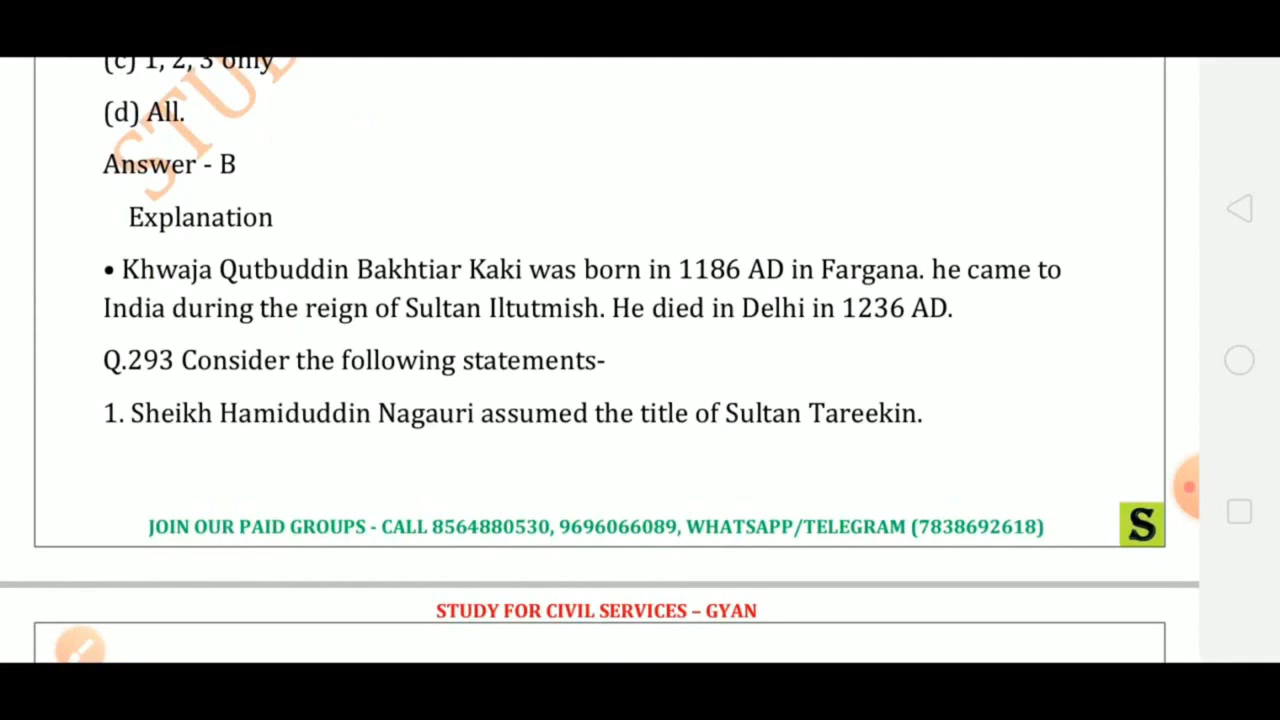 (c) 1, 2, 3 only
(d) All.
Answer - B
Explanation
• Khwaja Qutbuddin Bakhtiar Kaki was born in 1186 AD in Fargana. he came to
India during the reign of Sultan Iltutmish. He died in Delhi in 1236 AD.
Q.293 Consider the following statements-
1. Sheikh Hamiduddin Nagauri assumed the title of Sultan Tareekin.
JOIN OUR PAID GROUPS - CALL 8564880530, 9696066089, WHATSAPP/TELEGRAM (7838692618)
S
STUDY FOR CIVIL SERVICES – GYAN